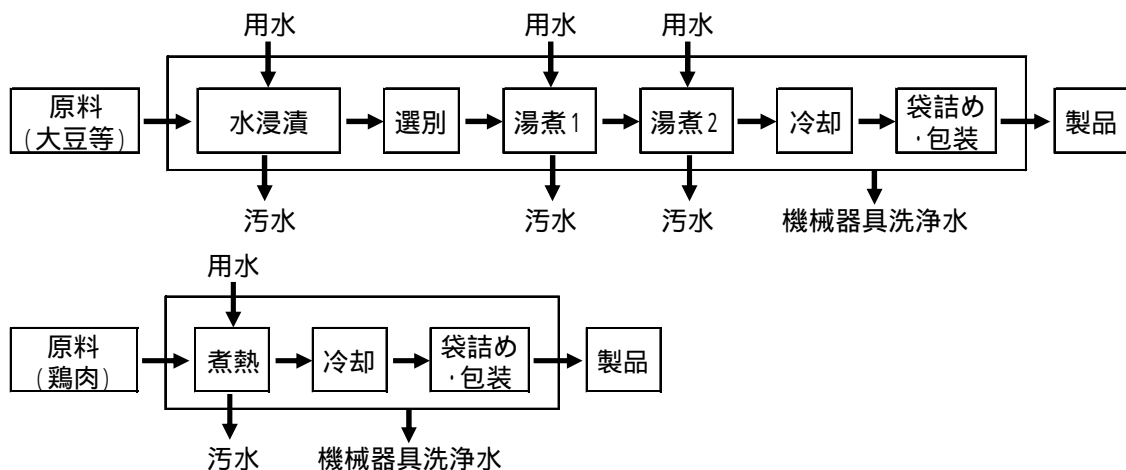 用水 用水 用水
原料
(大豆等)
水浸漬
選別
湯煮1
湯煮2
冷却
袋詰め
・包装
製品
汚水 汚水 汚水 機械器具洗浄水
用水
原料
(鶏肉)
煮熱
冷却
袋詰め
・包装
製品
汚水 機械器具洗浄水